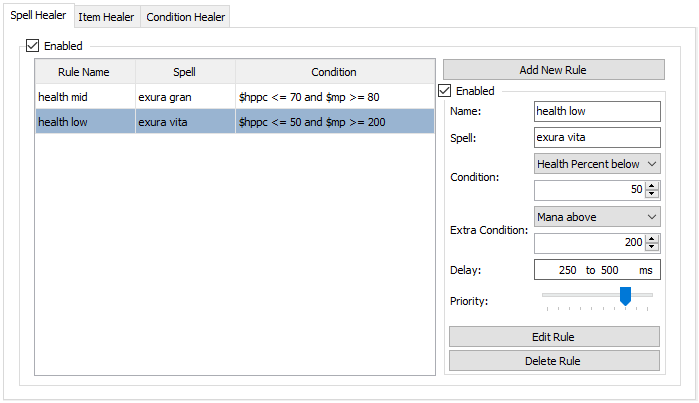 Spell Healer Item Healer Condition Healer
Enabled
Rule Name Spell Condition
health mid exura gran $hppc <= 70 and $mp >= 80
health low exura vita $hppc <= 50 and $mp >= 200
Add New Rule
Enabled
Name: health low
Spell: exura vita
Condition: Health Percent below
50
Extra Condition: Mana above
200
Delay: 250 to 500 ms
Priority:
Edit Rule
Delete Rule